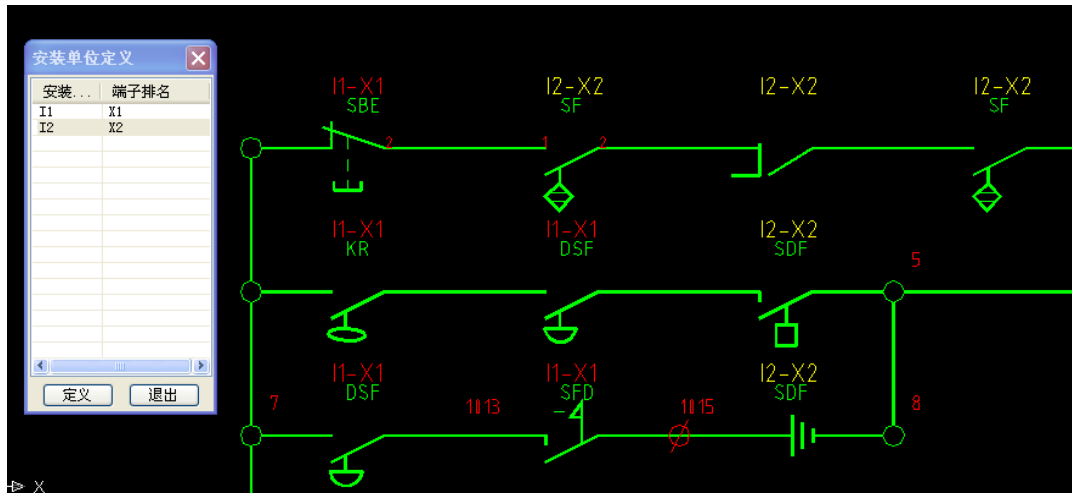 安装单位定义
安装... 端子排名
I1 X1
I2 X2
定义 退出
I1-X1 I2-X2 I2-X2 I2-X2
SBE SF SF
2 1 2
I1-X1 I1-X1 I2-X2
KR DSF SDF
5
I1-X1 I1-X1 I2-X2
DSF SFD SDF
7 1II13 1II15 8
X